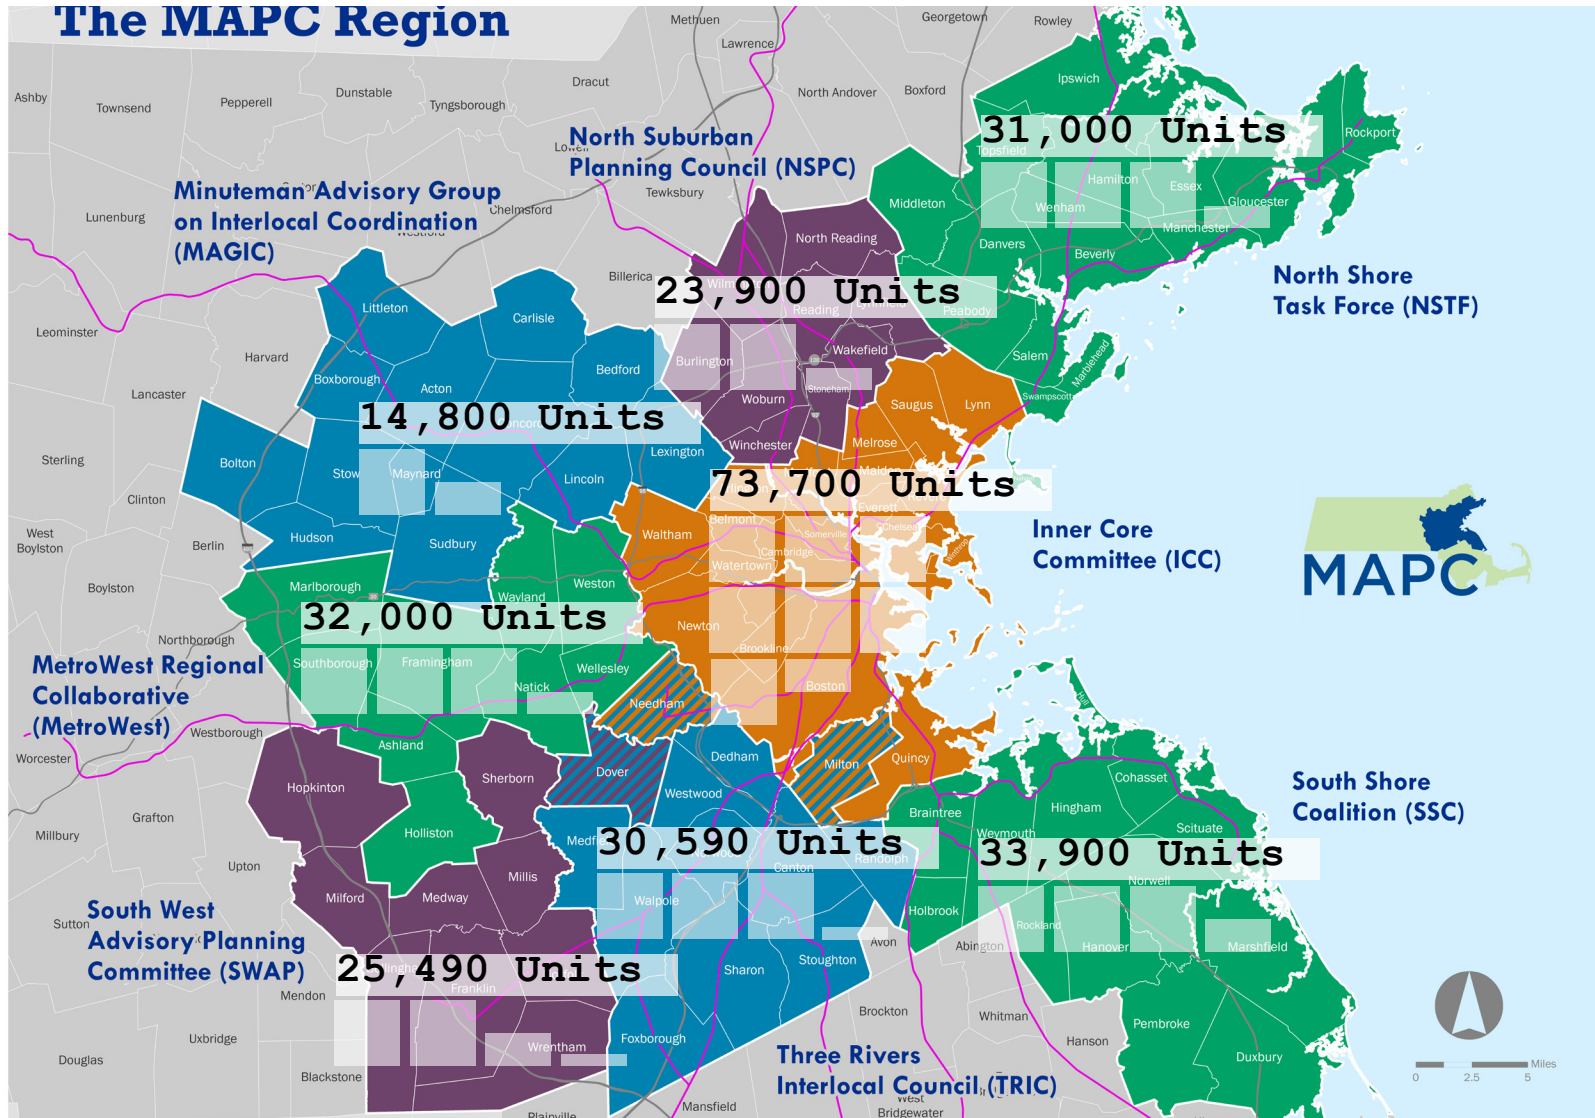 The MAPC Region
Methuen
Georgetown
Rowley
Lawrence
Ipswich
Dracut
Dunstable
Boxford
North Andover
Ashby
Townsend
Pepperell
Tyngsborough
31,000 Units
Rockport
North Suburban
Planning Council (NSPC)
Lowell
Topsfield
Hamilton
Essex
Minuteman Advisory Group
on Interlocal Coordination
(MAGIC)
Tewksbury
Middleton
Wenham
Gloucester
Lunenburg
Chelmsford
Westford
Manchester
North Reading
Danvers
Beverly
Billerica
North Shore
Task Force (NSTF)
23,900 Units
Littleton
Carlisle
Reading
Peabody
Leominster
Harvard
Burlington
Wakefield
Salem
Marblehead
Bedford
Boxborough
Acton
Stoneham
Swampscott
Lancaster
Woburn
Saugus
Lynn
14,800 Units
Winchester
Melrose
Sterling
Bolton
Stow
Maynard
Lincoln
Lexington
Malden
73,700 Units
Clinton
Everett
Belmont
Chelsea
Somerville
Inner Core
Committee (ICC)
MAPC
West
Boylston
Berlin
Hudson
Sudbury
Waltham
Cambridge
Winthrop
Watertown
Boylston
Marlborough
Weston
Wayland
32,000 Units
Newton
Northborough
MetroWest Regional
Collaborative
(MetroWest)
Southborough
Framingham
Natick
Wellesley
Brookline
Boston
Needham
Hull
Westborough
Ashland
Worcester
Dedham
Milton
Quincy
Hopkinton
Sherborn
Dover
Westwood
Cohasset
South Shore
Coalition (SSC)
Hingham
Braintree
Grafton
Millbury
Holliston
Weymouth
Scituate
Medfield
30,590 Units
Norwood
Randolph
33,900 Units
Canton
Upton
Millis
Norwell
Milford
Medway
Walpole
Holbrook
South West
Advisory Planning
Committee (SWAP)
Sutton
Rockland
Avon
Abington
Hanover
Marshfield
25,490 Units
Sharon
Stoughton
Franklin
Mendon
Brockton
Whitman
Pembroke
Uxbridge
Wrentham
Foxborough
Hanson
Douglas
Three Rivers
Interlocal Council (TRIC)
Duxbury
Miles
0 2.5 5
Blackstone
Plainville
Mansfield
West
Bridgewater